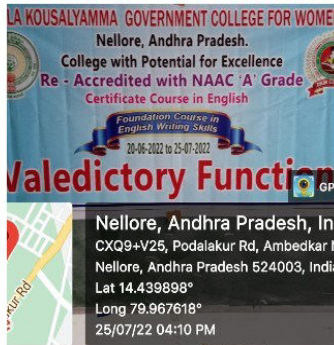 LA KOUSALYAMMA GOVERNMENT COLLEGE FOR WOME
Nellore, Andhra Pradesh.
College with Potential for Excellence
Re - Accredited with NAAC 'A' Grade
Certificate Course in English
Foundation Course in
English Writing Skills
20-06-2022 to 25-07-2022
Valedictory Function
GP
Nellore, Andhra Pradesh, In
CXQ9+V25, Podalakur Rd, Ambedkar N
Nellore, Andhra Pradesh 524003, India
Lat 14.439898°
Long 79.967618°
25/07/22 04:10 PM
kur Rd